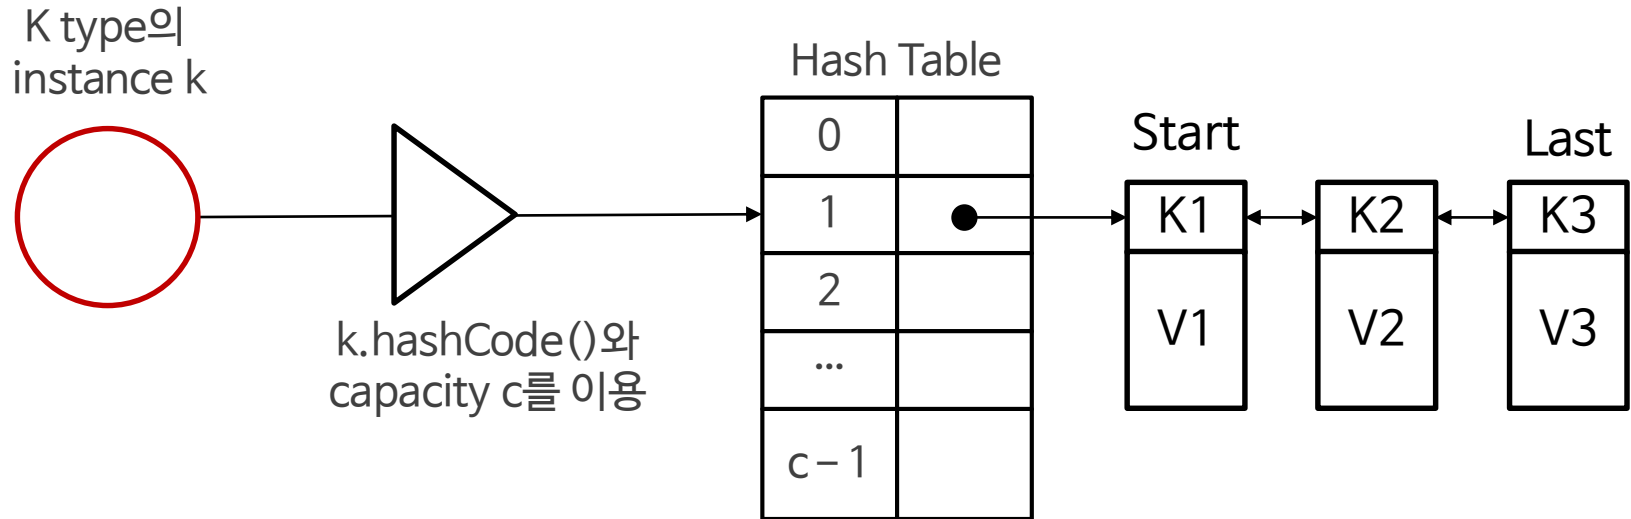 K type의
instance k
k.hashCode()와
capacity c를 이용
Hash Table
0
1
2
...
c – 1
Start
Last
K1
K2
K3
V1
V2
V3